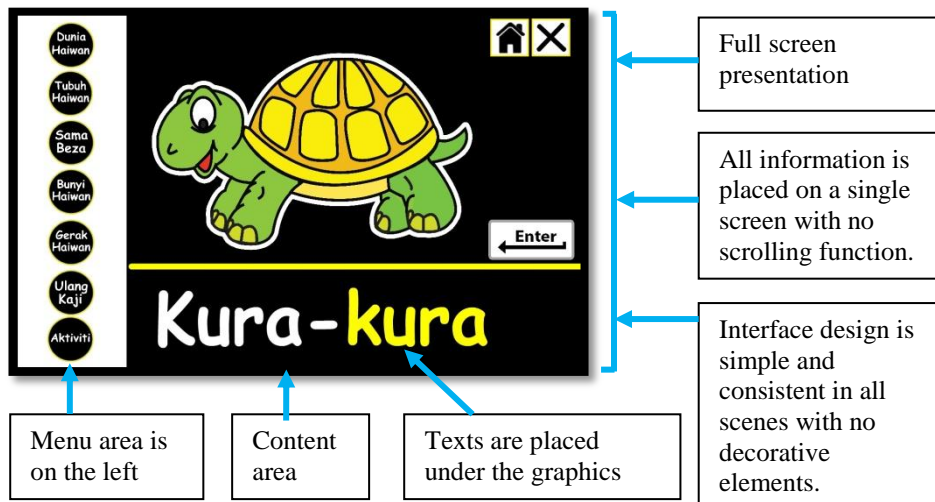 Dunia
Haiwan
Tubuh
Haiwan
Sama
Beza
Bunyi
Haiwan
Gerak
Haiwan
Ulang
Kaji
Aktiviti
Enter
Kura-kura
Full screen
presentation
All information is
placed on a single
screen with no
scrolling function.
Interface design is
simple and
consistent in all
scenes with no
decorative
elements.
Menu area is
on the left
Content
area
Texts are placed
under the graphics